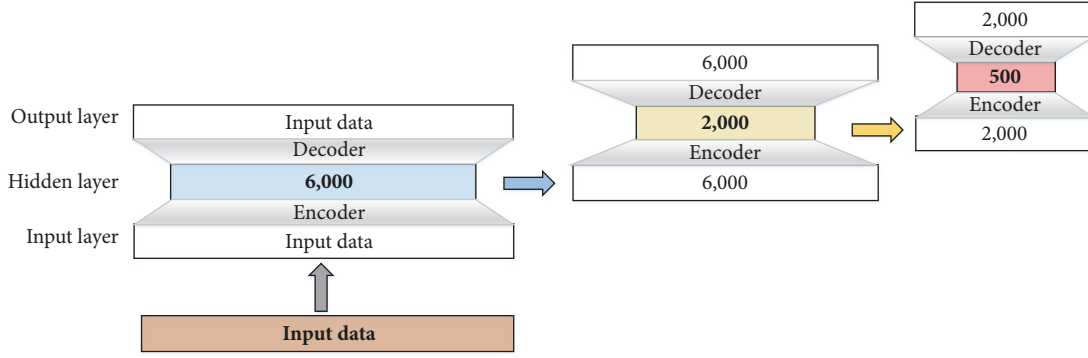 Output layer
Input data
Decoder
Hidden layer
6,000
Encoder
Input layer
Input data
Input data
6,000
Decoder
2,000
Encoder
6,000
2,000
Decoder
500
Encoder
2,000